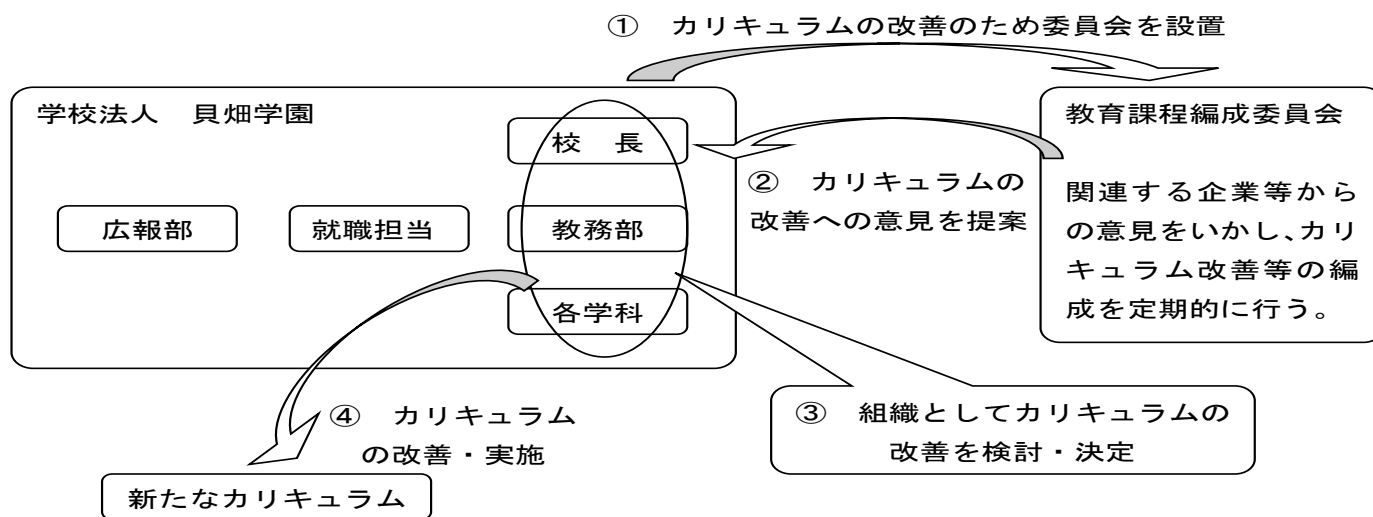 ① カリキュラムの改善のため委員会を設置
学校法人 貝畑学園
校 長
教育課程編成委員会
② カリキュラムの
改善への意見を提案
関連する企業等から
の意見をいかし、カリ
キュラム改善等の編
成を定期的に行う。
広報部
就職担当
教務部
各学科
③ 組織としてカリキュラムの
改善を検討・決定
④ カリキュラム
の改善・実施
新たなカリキュラム